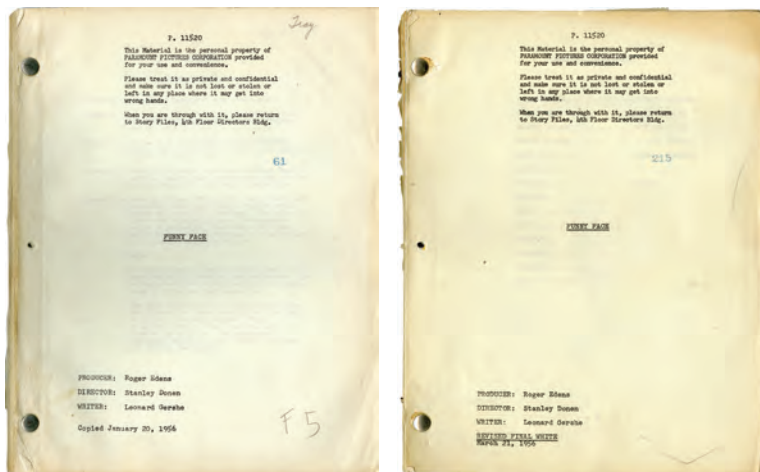 Tray
P. 11520
This Material is the personal property of
PARAMOUNT PICTURES CORPORATION provided
for your use and convenience.
Please treat it as private and confidential
and make sure it is not lost or stolen or
left in any place where it may get into
wrong hands.
When you are through with it, please return
to Story Files, 4th Floor Directors Bldg.
61
FUNNY FACE
PRODUCER: Roger Edens
DIRECTOR: Stanley Donen
WRITER: Leonard Gershe
Copied January 20, 1956
F5
P. 11520
This Material is the personal property of
PARAMOUNT PICTURES CORPORATION provided
for your use and convenience.
Please treat it as private and confidential
and make sure it is not lost or stolen or
left in any place where it may get into
wrong hands.
When you are through with it, please return
to Story Files, 4th Floor Directors Bldg.
215
FUNNY FACE
PRODUCER: Roger Edens
DIRECTOR: Stanley Donen
WRITER: Leonard Gershe
REVISED FINAL WHITE
March 21, 1956